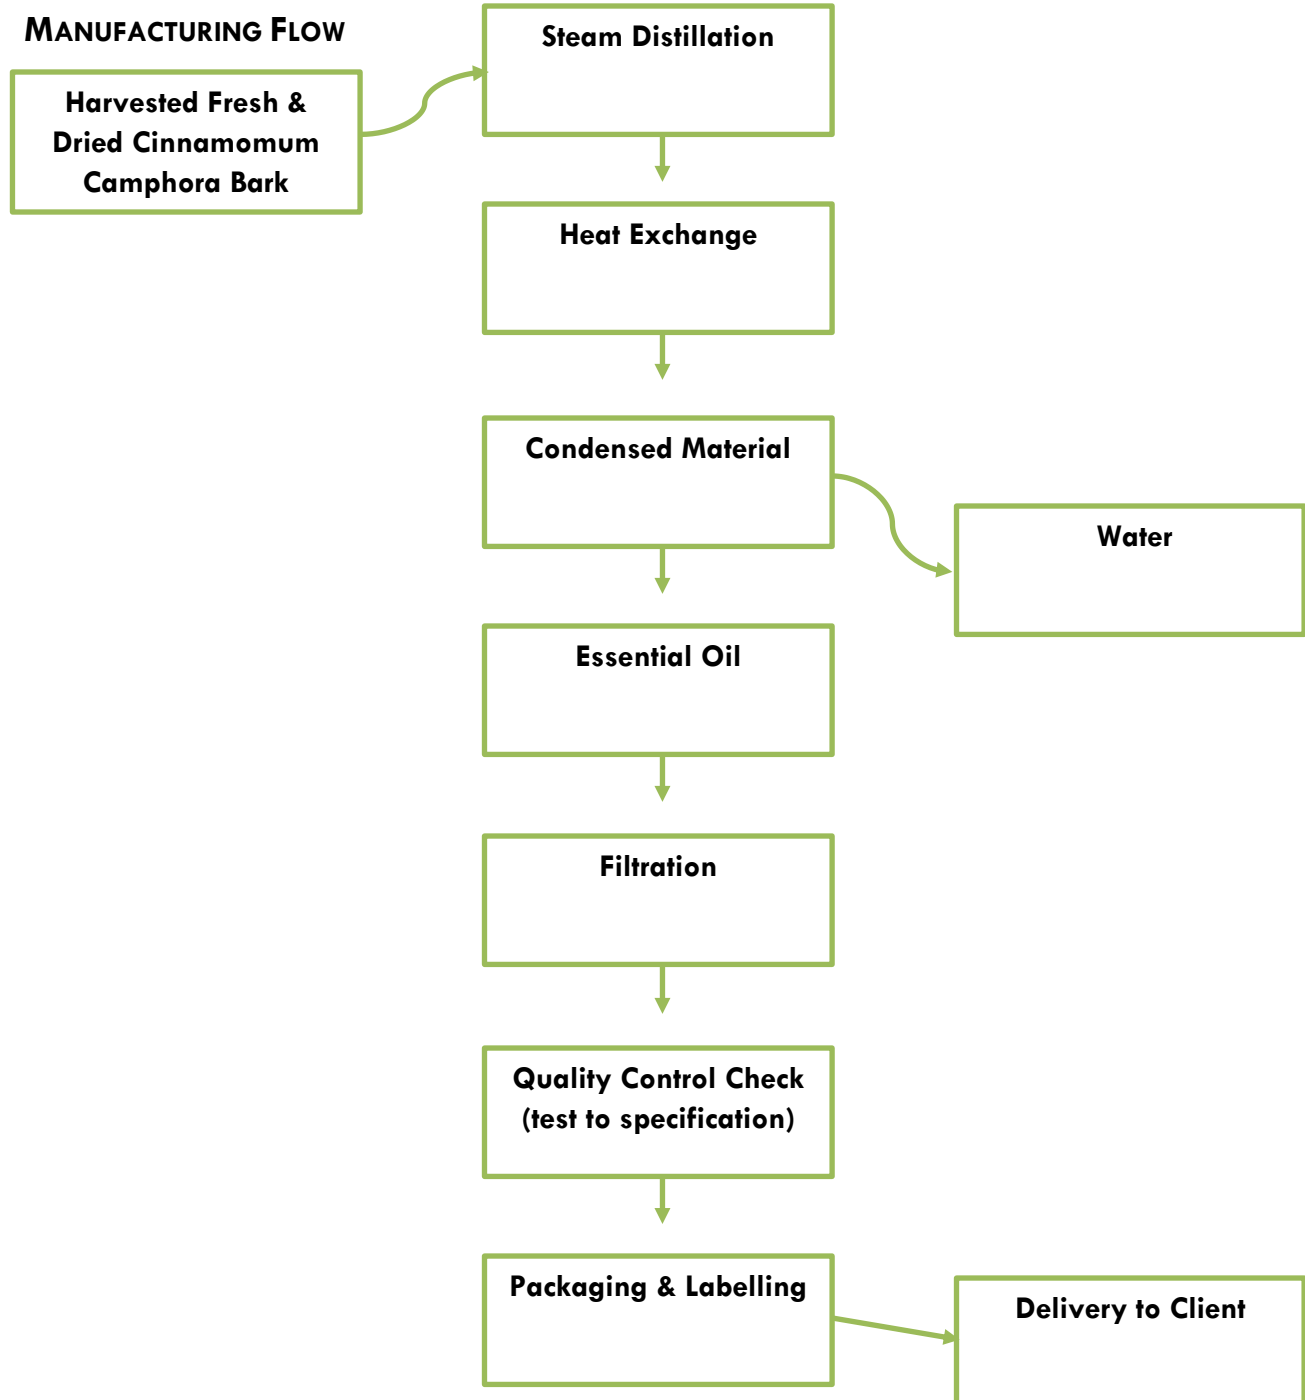 MANUFACTURING FLOW
Harvested Fresh &
Dried Cinnamomum
Camphora Bark
Steam Distillation
Heat Exchange
Condensed Material
Water
Essential Oil
Filtration
Quality Control Check
(test to specification)
Packaging & Labelling
Delivery to Client